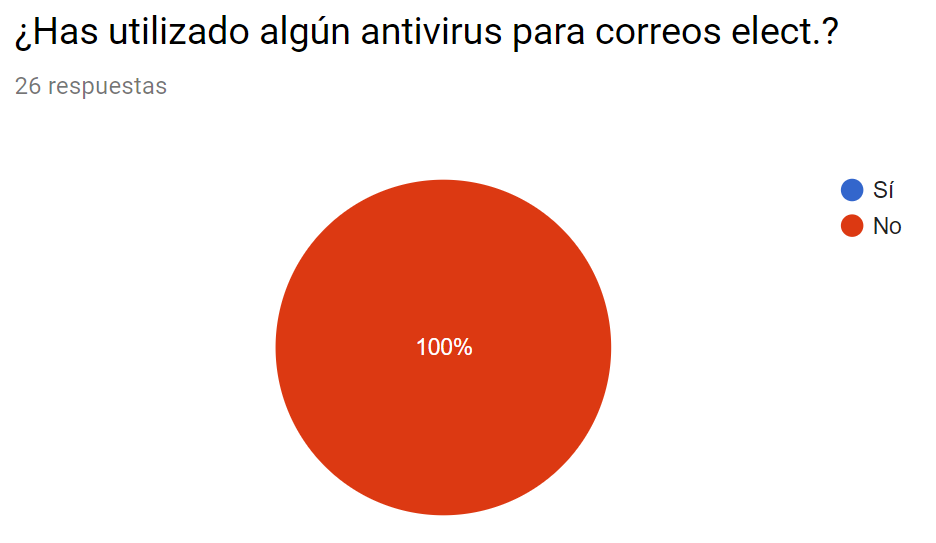 ¿Has utilizado algún antivirus para correos elect.?
26 respuestas
Sí
No
100%